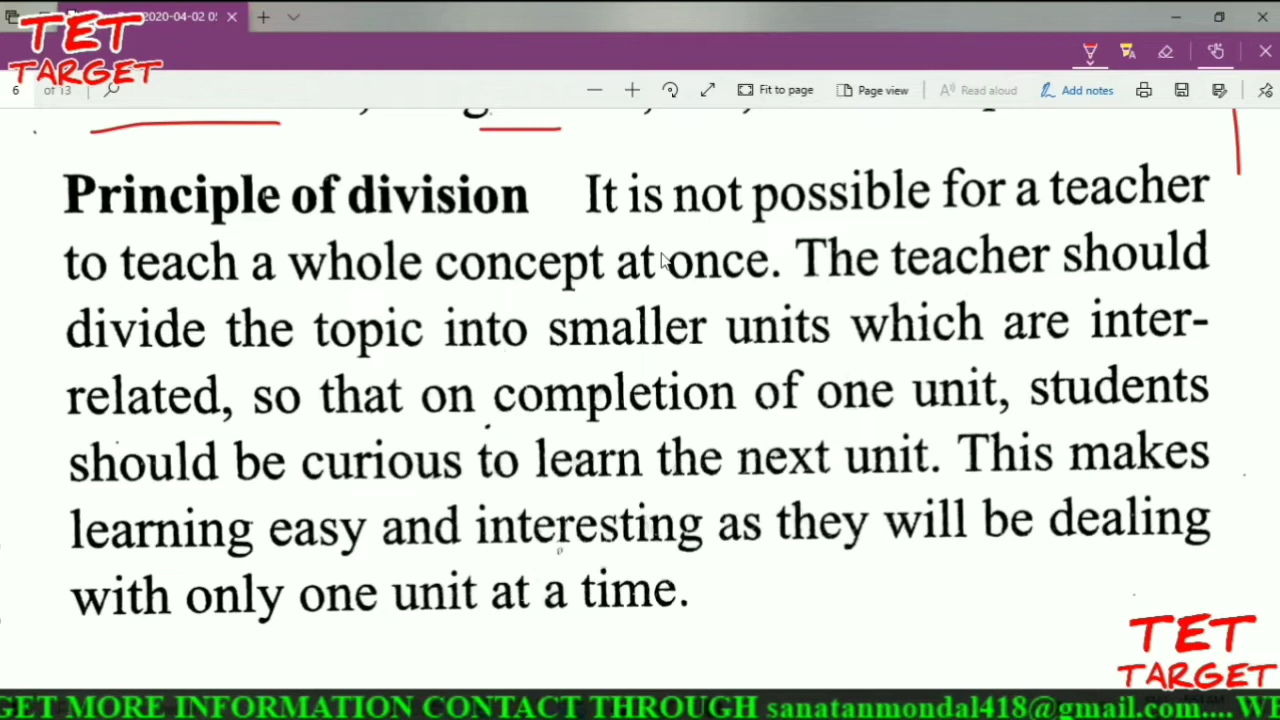 2020-04-02 0
TET
TARGET
6 of 13
Fit to page
Page view
Read aloud
Add notes
Principle of division It is not possible for a teacher
to teach a whole concept at once. The teacher should
divide the topic into smaller units which are inter-
related, so that on completion of one unit, students
should be curious to learn the next unit. This makes
learning easy and interesting as they will be dealing
with only one unit at a time.
TET
TARGET
GET MORE INFORMATION CONTACT THROUGH sanatanmondal418@gmail.com